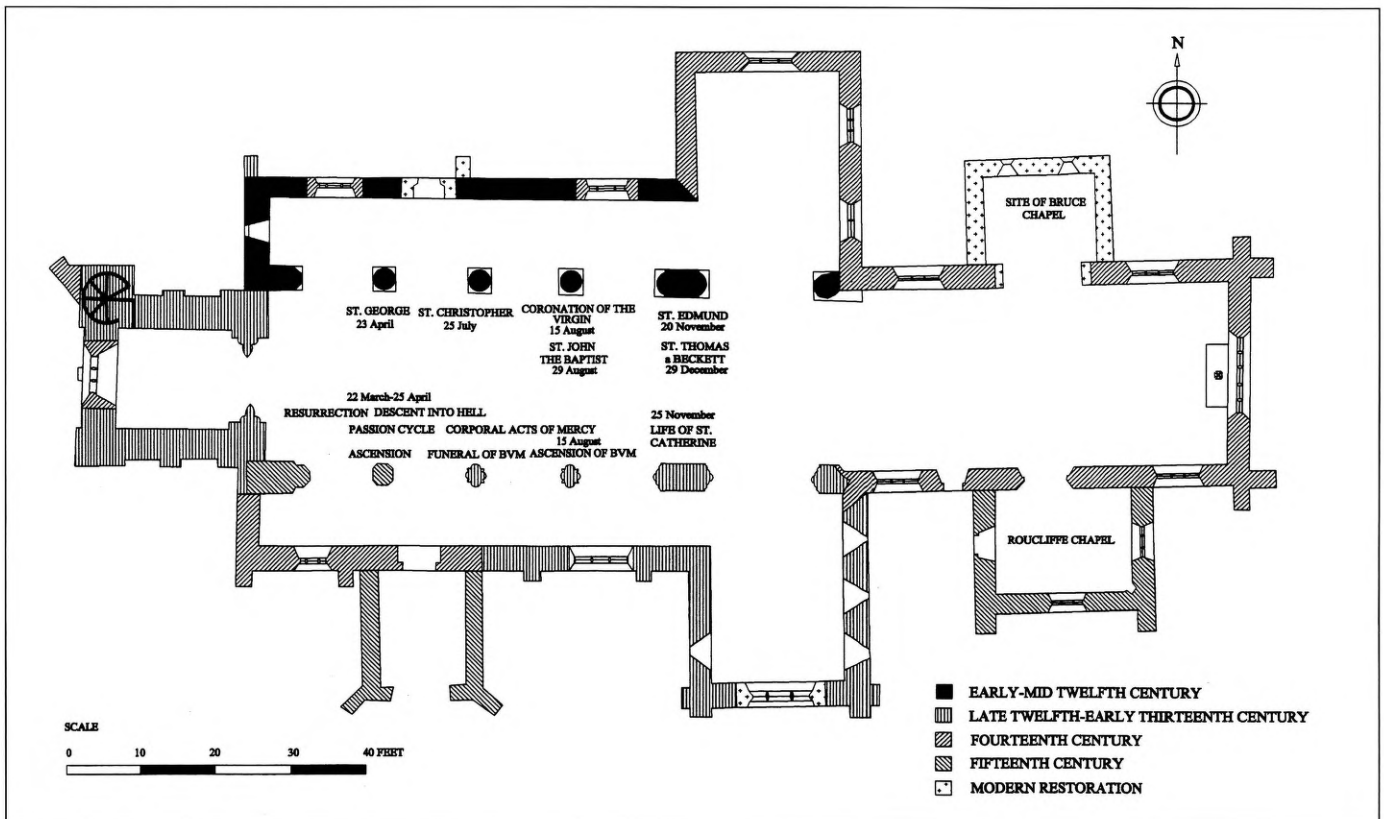 N
SITE OF BRUCE
CHAPEL
ST. GEORGE
23 April
ST. CHRISTOPHER
25 July
CORONATION OF THE
VIRGIN
15 August
ST. EDMUND
20 November
ST. JOHN
THE BAPTIST
29 August
ST. THOMAS
a BECKETT
29 December
22 March-25 April
RESURRECTION DESCENT INTO HELL
PASSION CYCLE CORPORAL ACTS OF MERCY
15 August
ASCENSION FUNERAL OF BVM ASCENSION OF BVM
25 November
LIFE OF ST.
CATHERINE
ROUCLIFFE CHAPEL
EARLY-MID TWELFTH CENTURY
LATE TWELFTH-EARLY THIRTEENTH CENTURY
FOURTEENTH CENTURY
FIFTEENTH CENTURY
MODERN RESTORATION
SCALE
0 10 20 30 40 FEET